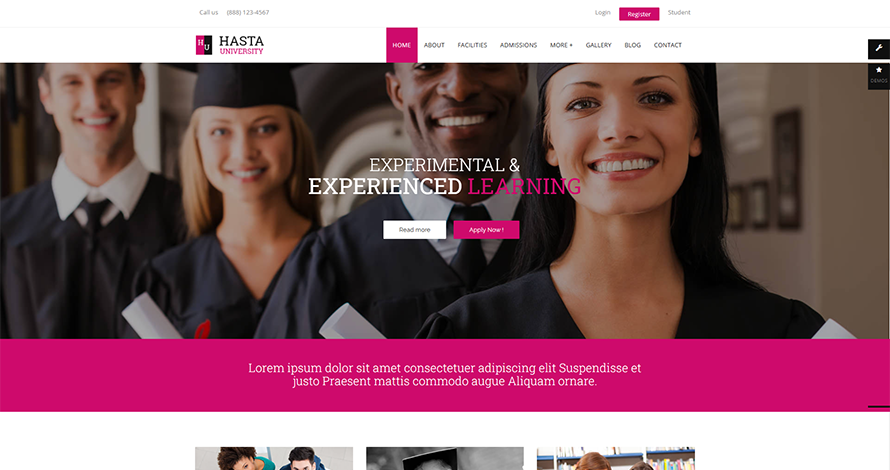 Call us (888) 123-4567
Login Register Student
H U
HASTA
UNIVERSITY
HOME ABOUT FACILITIES ADMISSIONS MORE + GALLERY BLOG CONTACT
DEMOS
EXPERIMENTAL &
EXPERIENCED LEARNING
Read more Apply Now !
Lorem ipsum dolor sit amet consectetuer adipiscing elit Suspendisse et
justo Praesent mattis commodo augue Aliquam ornare.